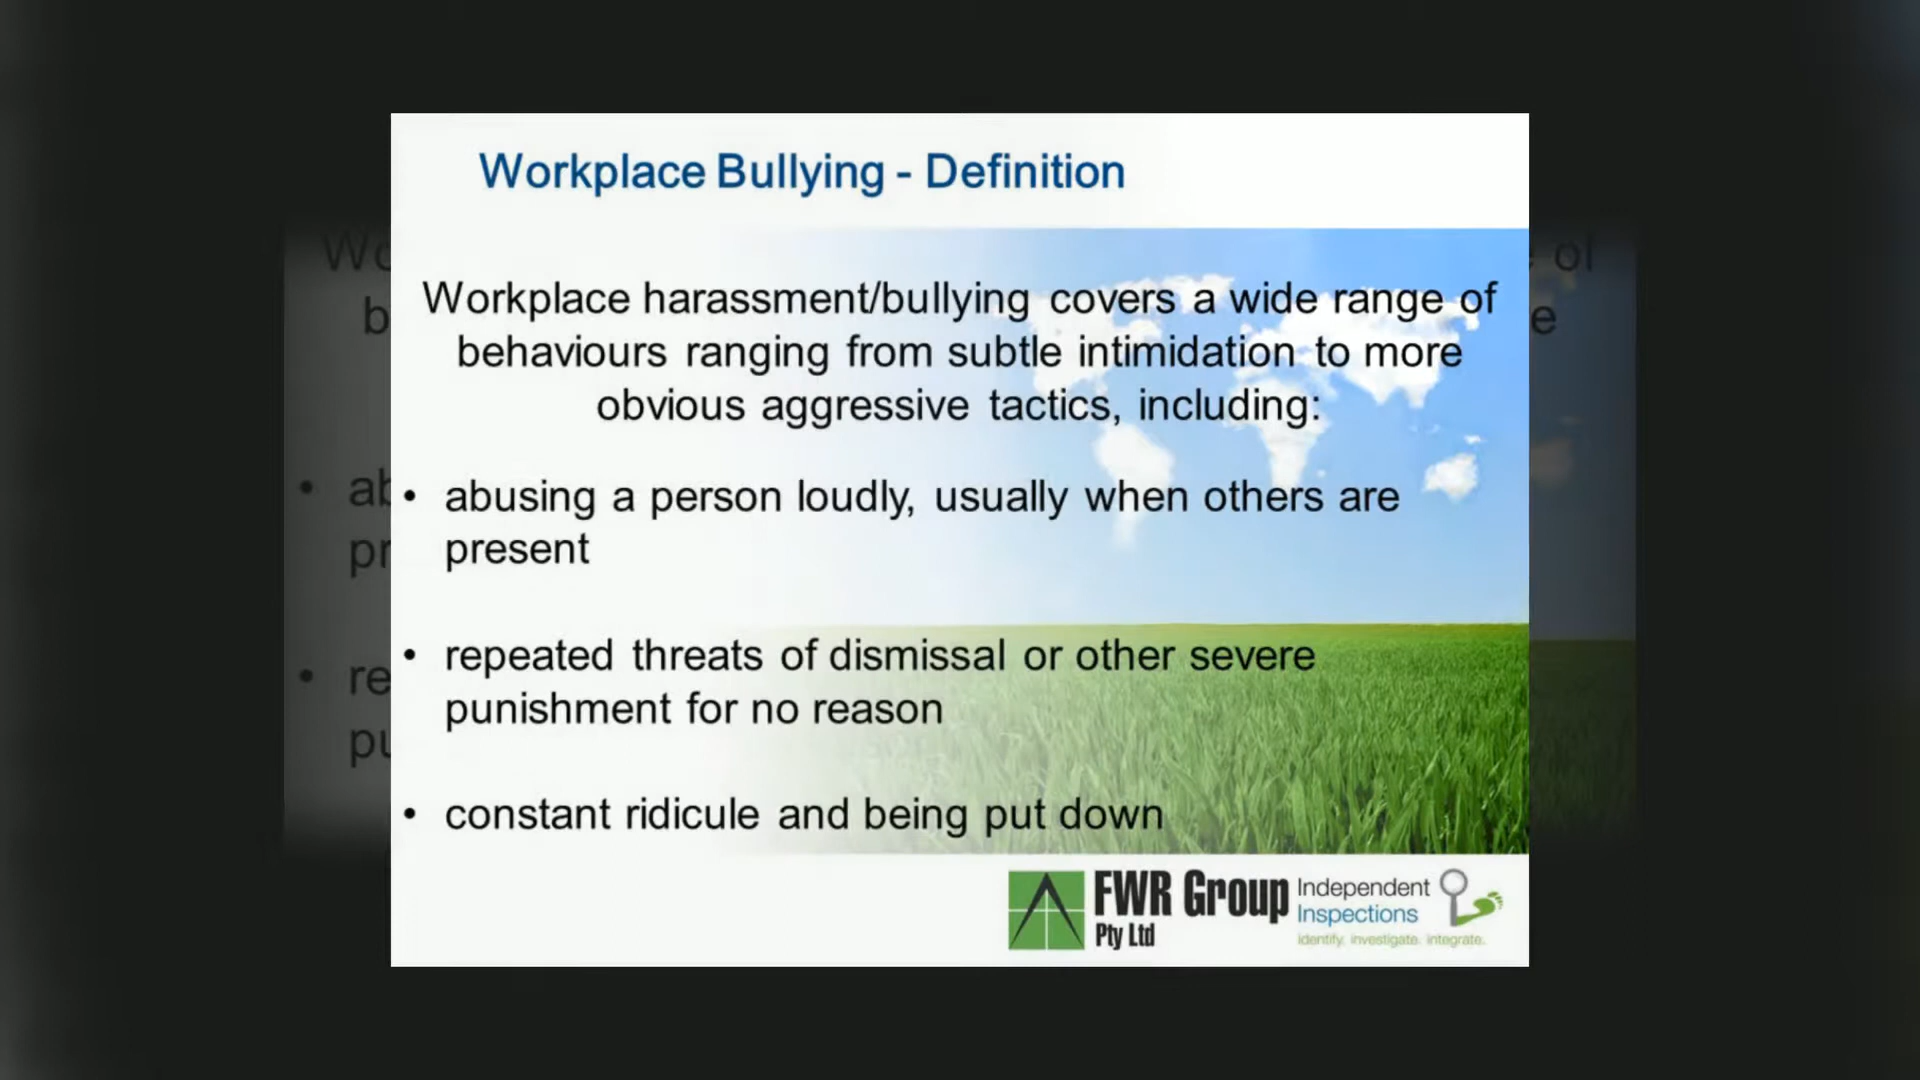 Workplace Bullying - Definition
Workplace harassment/bullying covers a wide range of
behaviours ranging from subtle intimidation to more
obvious aggressive tactics, including:
• abusing a person loudly, usually when others are
present
• repeated threats of dismissal or other severe
punishment for no reason
• constant ridicule and being put down
FWR Group
Pty Ltd
Independent
Inspections
identify. investigate. integrate.